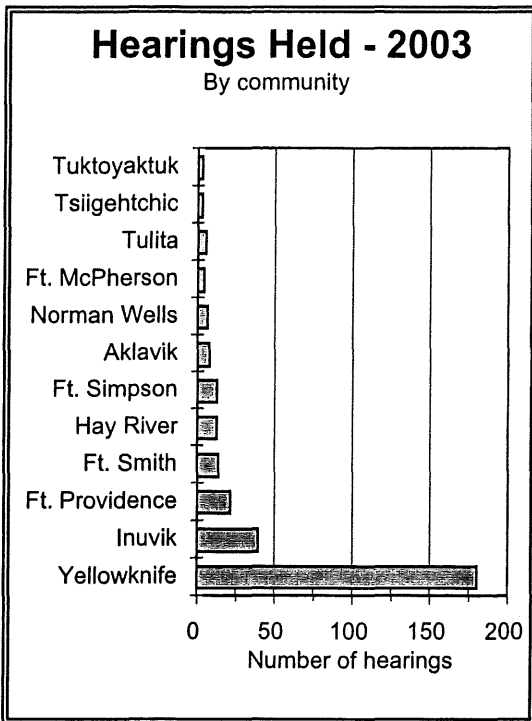 Hearings Held - 2003
By community
Tuktoyaktuk
Tsiigehtchic
Tulita
Ft. McPherson
Norman Wells
Aklavik
Ft. Simpson
Hay River
Ft. Smith
Ft. Providence
Inuvik
Yellowknife
0 50 100 150 200
Number of hearings